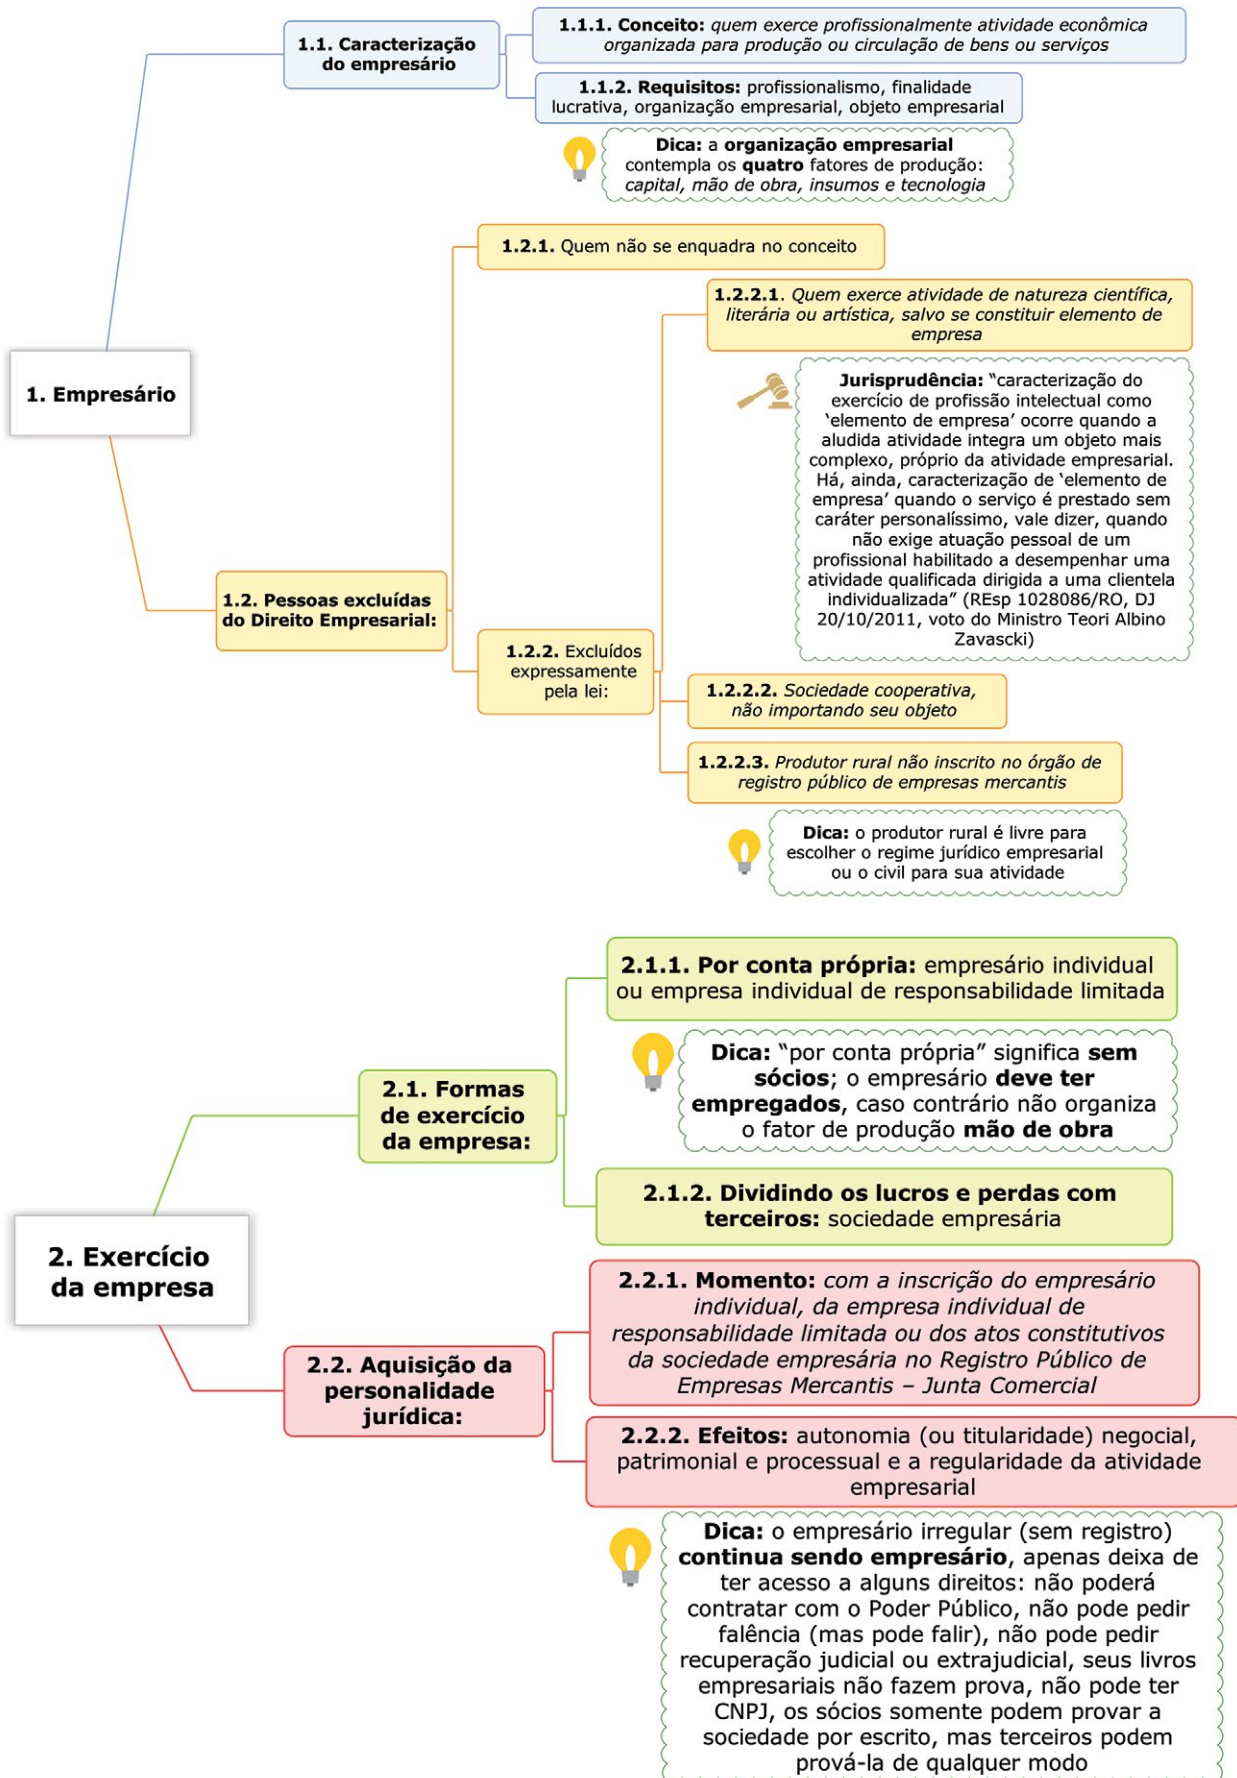 1.1. Caracterização
do empresário
1.1.1. Conceito: quem exerce profissionalmente atividade econômica
organizada para produção ou circulação de bens ou serviços
1.1.2. Requisitos: profissionalismo, finalidade
lucrativa, organização empresarial, objeto empresarial
Dica: a organização empresarial
contempla os quatro fatores de produção:
capital, mão de obra, insumos e tecnologia
1. Empresário
1.2. Pessoas excluídas
do Direito Empresarial:
1.2.1. Quem não se enquadra no conceito
1.2.2. Excluídos
expressamente
pela lei:
1.2.2.1. Quem exerce atividade de natureza científica,
literária ou artística, salvo se constituir elemento de
empresa
Jurisprudência: “caracterização do
exercício de profissão intelectual como
‘elemento de empresa’ ocorre quando a
aludida atividade integra um objeto mais
complexo, próprio da atividade empresarial.
Há, ainda, caracterização de ‘elemento de
empresa’ quando o serviço é prestado sem
caráter personalíssimo, vale dizer, quando
não exige atuação pessoal de um
profissional habilitado a desempenhar uma
atividade qualificada dirigida a uma clientela
individualizada” (REsp 1028086/RO, DJ
20/10/2011, voto do Ministro Teori Albino
Zavascki)
1.2.2.2. Sociedade cooperativa,
não importando seu objeto
1.2.2.3. Produtor rural não inscrito no órgão de
registro público de empresas mercantis
Dica: o produtor rural é livre para
escolher o regime jurídico empresarial
ou o civil para sua atividade
2. Exercício
da empresa
2.1. Formas
de exercício
da empresa:
2.1.1. Por conta própria: empresário individual
ou empresa individual de responsabilidade limitada
Dica: “por conta própria” significa sem
sócios; o empresário deve ter
empregados, caso contrário não organiza
o fator de produção mão de obra
2.1.2. Dividindo os lucros e perdas com
terceiros: sociedade empresária
2.2. Aquisição da
personalidade
jurídica:
2.2.1. Momento: com a inscrição do empresário
individual, da empresa individual de
responsabilidade limitada ou dos atos constitutivos
da sociedade empresária no Registro Público de
Empresas Mercantis – Junta Comercial
2.2.2. Efeitos: autonomia (ou titularidade) negocial,
patrimonial e processual e a regularidade da atividade
empresarial
Dica: o empresário irregular (sem registro)
continua sendo empresário, apenas deixa de
ter acesso a alguns direitos: não poderá
contratar com o Poder Público, não pode pedir
falência (mas pode falir), não pode pedir
recuperação judicial ou extrajudicial, seus livros
empresariais não fazem prova, não pode ter
CNPJ, os sócios somente podem provar a
sociedade por escrito, mas terceiros podem
prová-la de qualquer modo